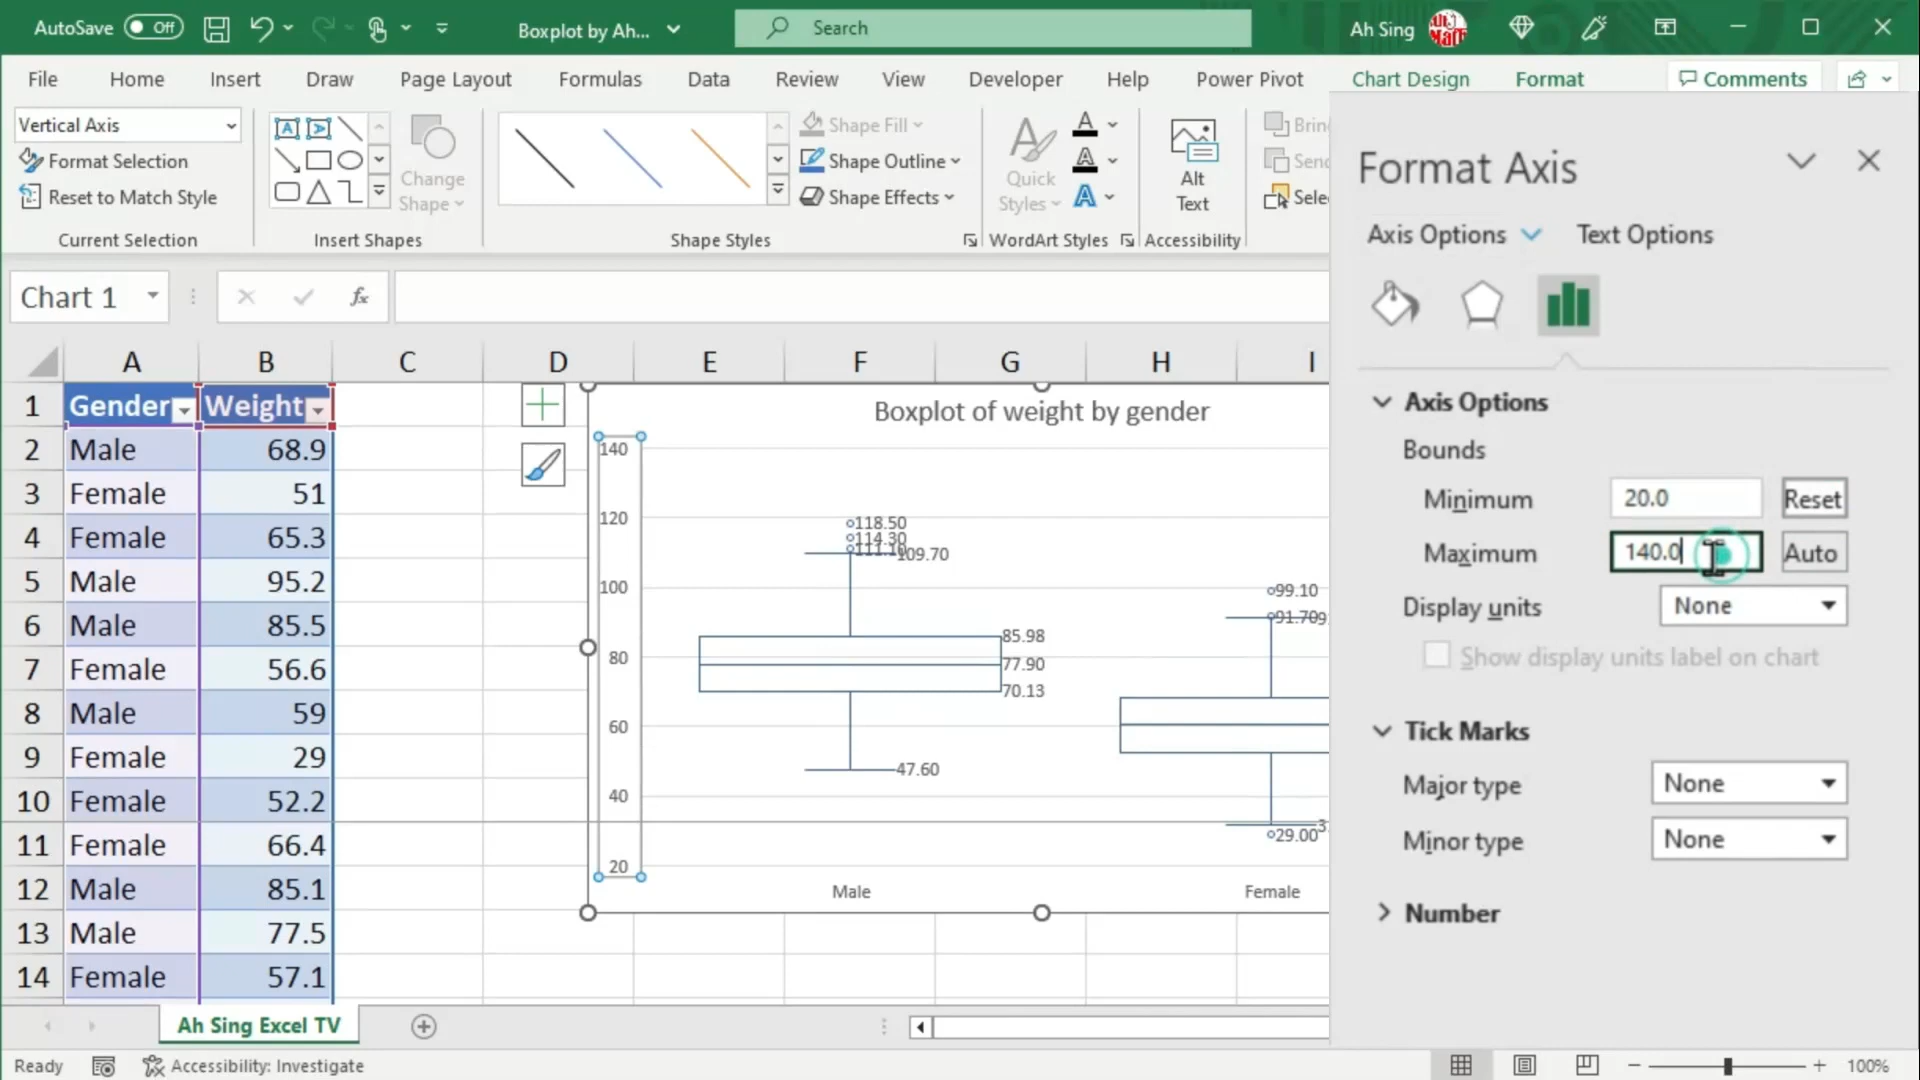 AutoSave Off Boxplot by Ah... Search Ah Sing
File Home Insert Draw Page Layout Formulas Data Review View Developer Help Power Pivot Chart Design Format Comments
Vertical Axis
Format Selection
Reset to Match Style
Current Selection
Change
Shape
Insert Shapes
Shape Fill
Shape Outline
Shape Effects
Shape Styles
Quick
Styles
WordArt Styles
Alt
Text
Accessibility
Brin
Send
Sele
Chart 1
fx
A B C D E F G H I
1 Gender Weight
2 Male 68.9
3 Female 51
4 Female 65.3
5 Male 95.2
6 Male 85.5
7 Female 56.6
8 Male 59
9 Female 29
10 Female 52.2
11 Female 66.4
12 Male 85.1
13 Male 77.5
14 Female 57.1
Boxplot of weight by gender
140
120
100
80
60
40
20
118.50
114.30
111.10
109.70
85.98
77.90
70.13
47.60
99.10
91.70
29.00
Male Female
Format Axis
Axis Options Text Options
Axis Options
Bounds
Minimum 20.0 Reset
Maximum 140.0 Auto
Display units None
Show display units label on chart
Tick Marks
Major type None
Minor type None
Number
Ah Sing Excel TV
Ready Accessibility: Investigate 100%